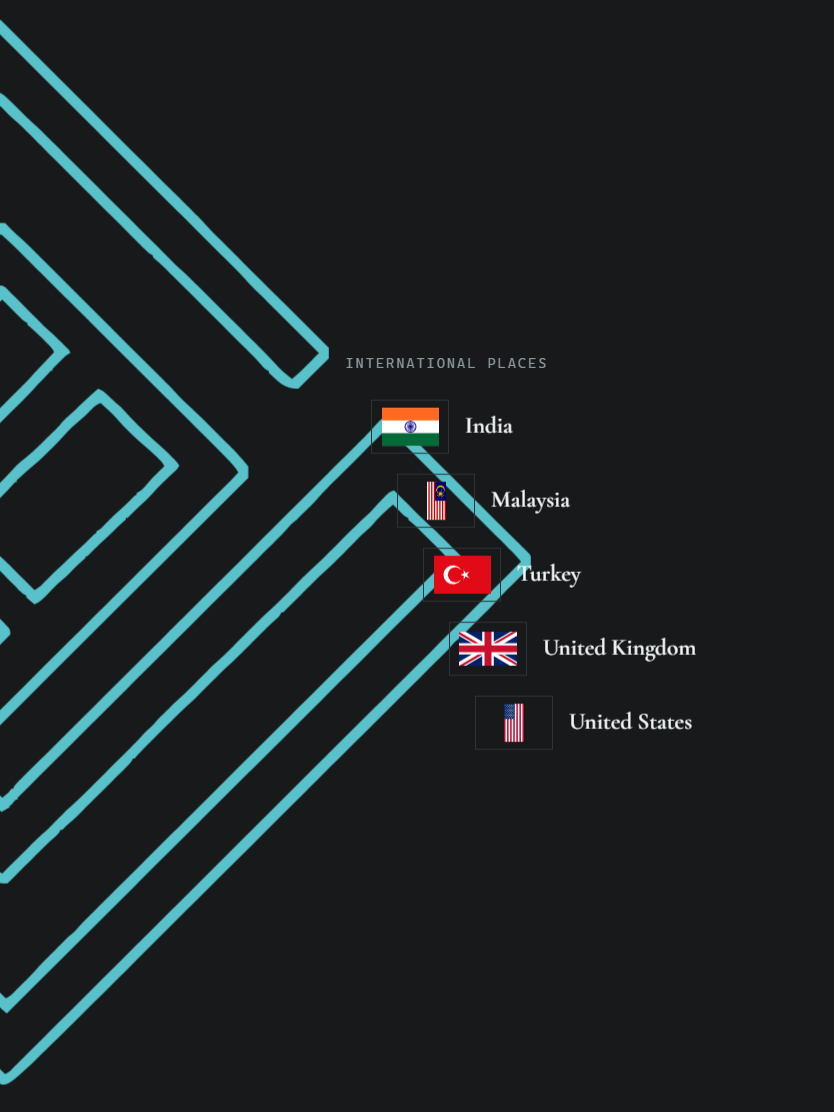 INTERNATIONAL PLACES
India
Malaysia
Turkey
United Kingdom
United States